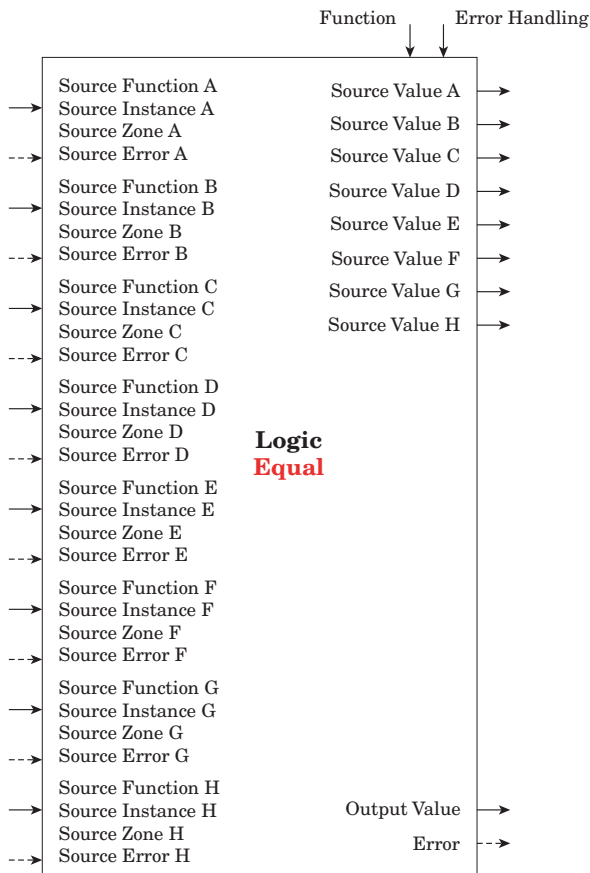 Function
Error Handling
Source Function A
Source Instance A
Source Zone A
Source Error A
Source Function B
Source Instance B
Source Zone B
Source Error B
Source Function C
Source Instance C
Source Zone C
Source Error C
Source Function D
Source Instance D
Source Zone D
Source Error D
Source Function E
Source Instance E
Source Zone E
Source Error E
Source Function F
Source Instance F
Source Zone F
Source Error F
Source Function G
Source Instance G
Source Zone G
Source Error G
Source Function H
Source Instance H
Source Zone H
Source Error H
Logic
Equal
Source Value A
Source Value B
Source Value C
Source Value D
Source Value E
Source Value F
Source Value G
Source Value H
Output Value
Error